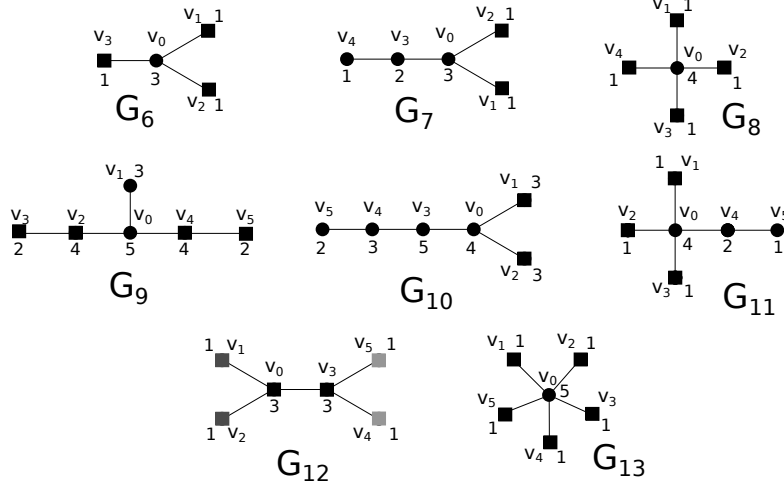 v₁ 1
v₃ v₀
1 3
v₂ 1
G₆
v₂ 1
v₄ v₃ v₀
1 2 3
v₁ 1
G₇
v₁ 1
v₄ v₀ v₂
1 4 1
v₃ 1
G₈
v₁ 3
v₃ v₂ v₀ v₄ v₅
2 4 5 4 2
G₉
v₁ 3
v₅ v₄ v₃ v₀
2 3 5 4
v₂ 3
G₁₀
1 v₁
v₂ v₀ v₄ v₅
1 4 2 1
v₃ 1
G₁₁
1 v₁ v₅ 1
v₀ v₃
3 3
1 v₂ v₄ 1
G₁₂
v₁ 1 v₂ 1
v₀ 5
v₅ v₃
1 1
v₄ 1
G₁₃